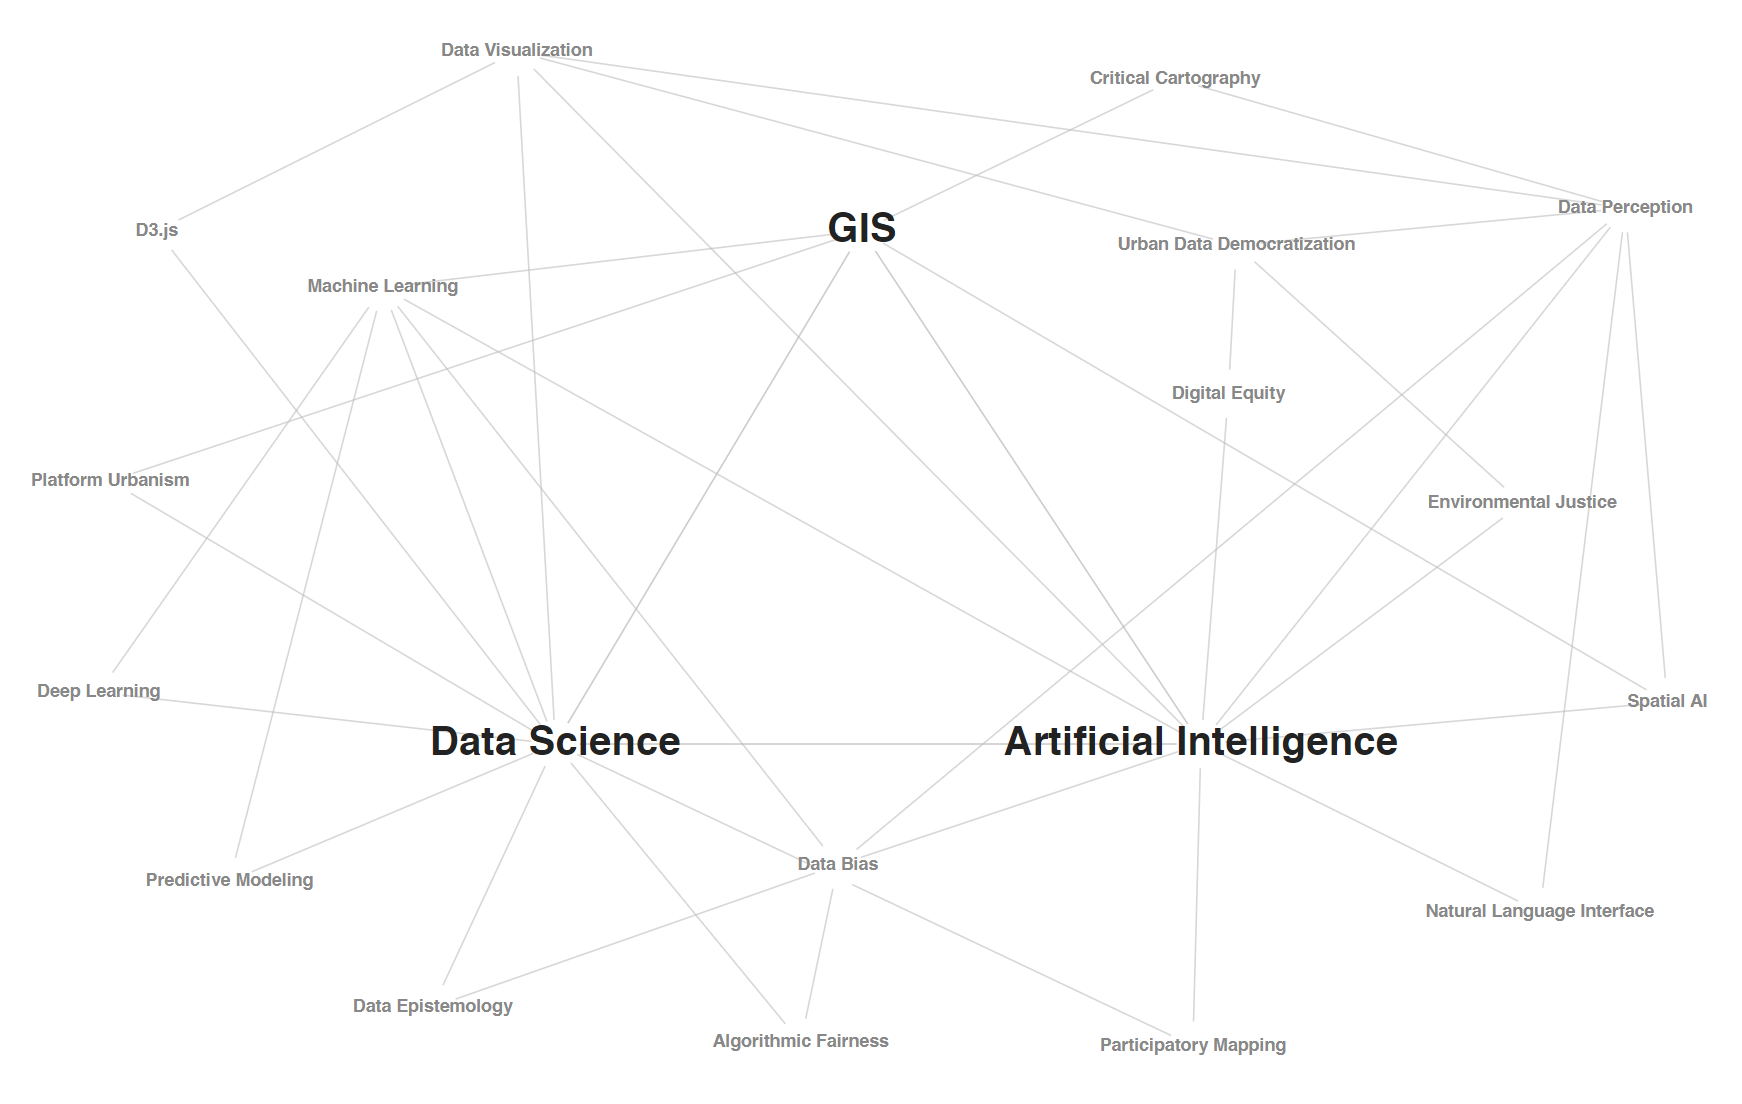 Data Visualization
Critical Cartography
Data Perception
D3.js
GIS
Urban Data Democratization
Machine Learning
Digital Equity
Platform Urbanism
Environmental Justice
Deep Learning
Spatial AI
Data Science
Artificial Intelligence
Data Bias
Predictive Modeling
Natural Language Interface
Data Epistemology
Algorithmic Fairness
Participatory Mapping